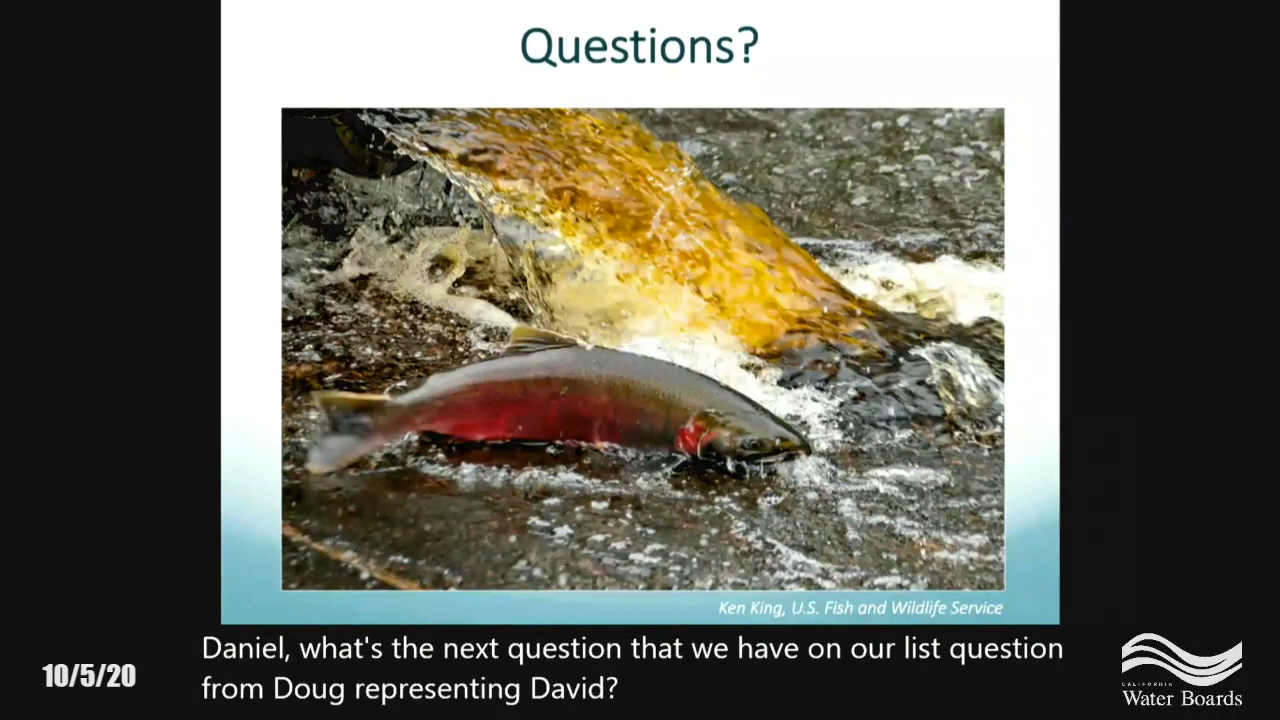 Questions?
Ken King, U.S. Fish and Wildlife Service
Daniel, what's the next question that we have on our list question
from Doug representing David?
10/5/20
CALIFORNIA
Water Boards